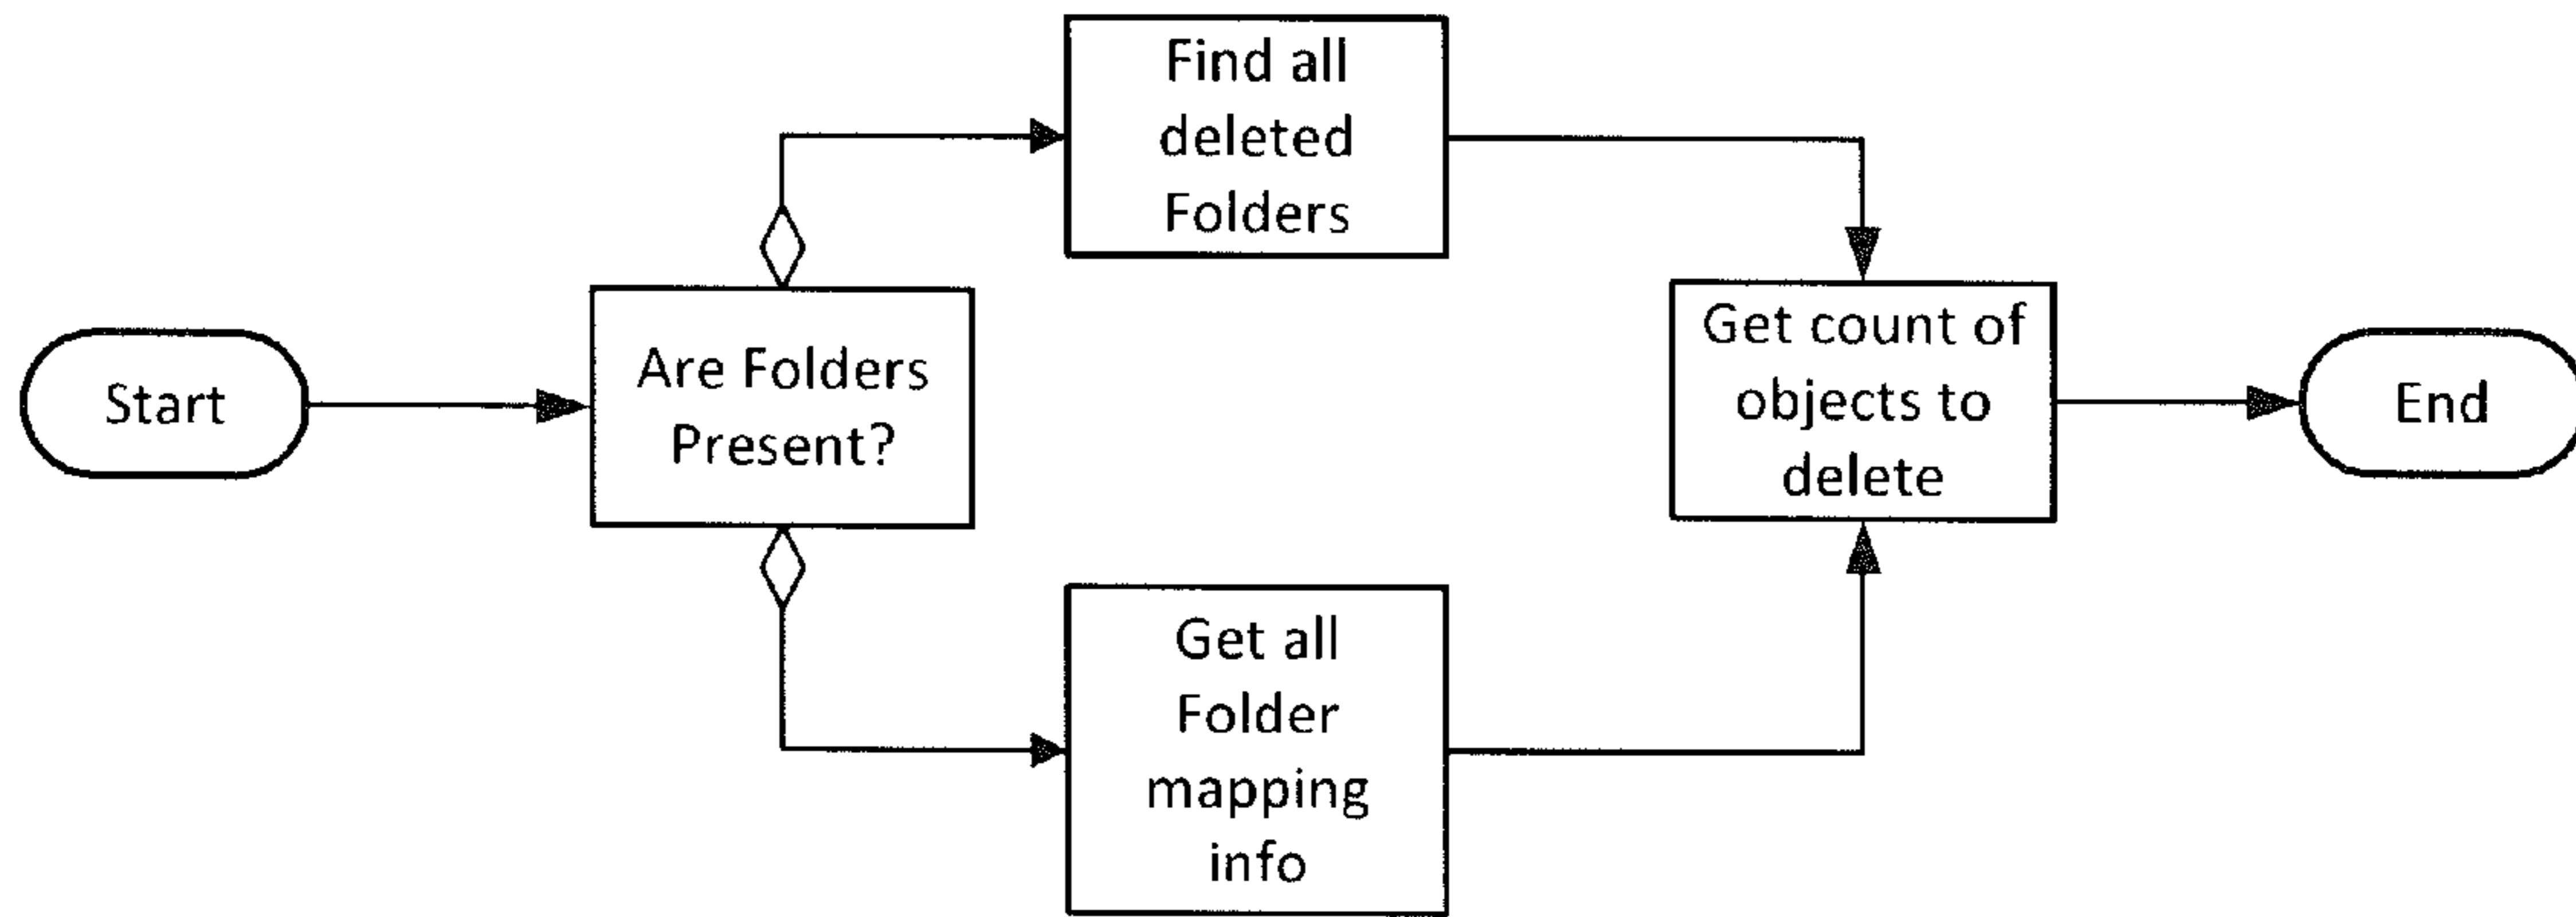 Start
Are Folders
Present?
Find all
deleted
Folders
Get all
Folder
mapping
info
Get count of
objects to
delete
End